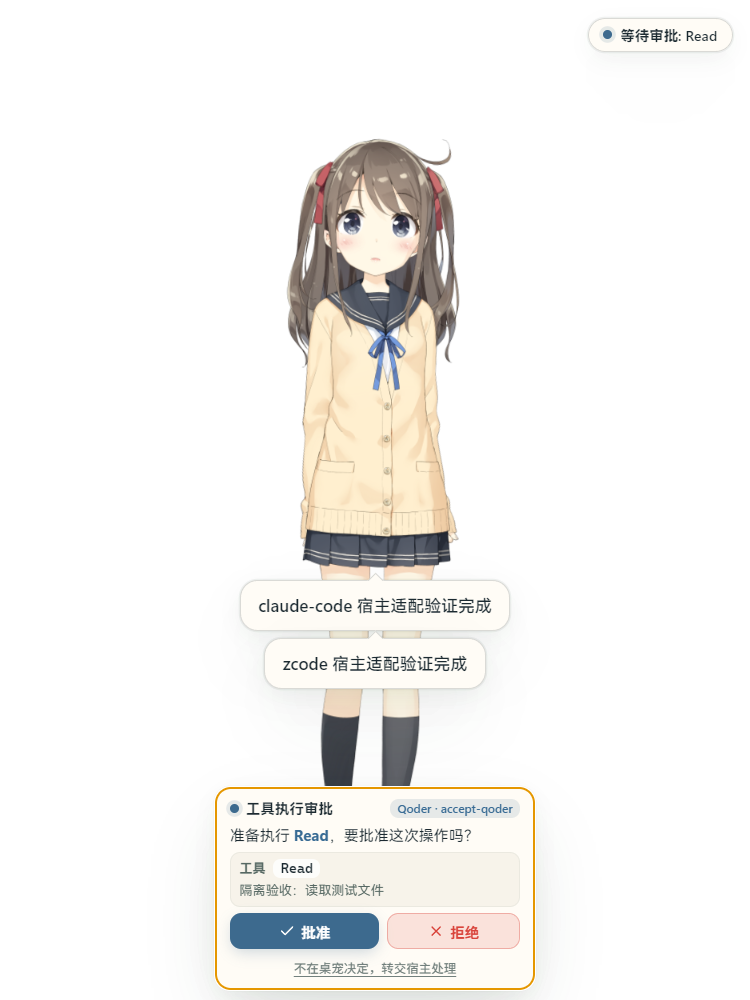 等待审批: Read
claude-code 宿主适配验证完成
zcode 宿主适配验证完成
工具执行审批
Qoder · accept-qoder
准备执行 Read，要批准这次操作吗？
工具 Read
隔离验收：读取测试文件
批准
拒绝
不在桌宠决定，转交宿主处理